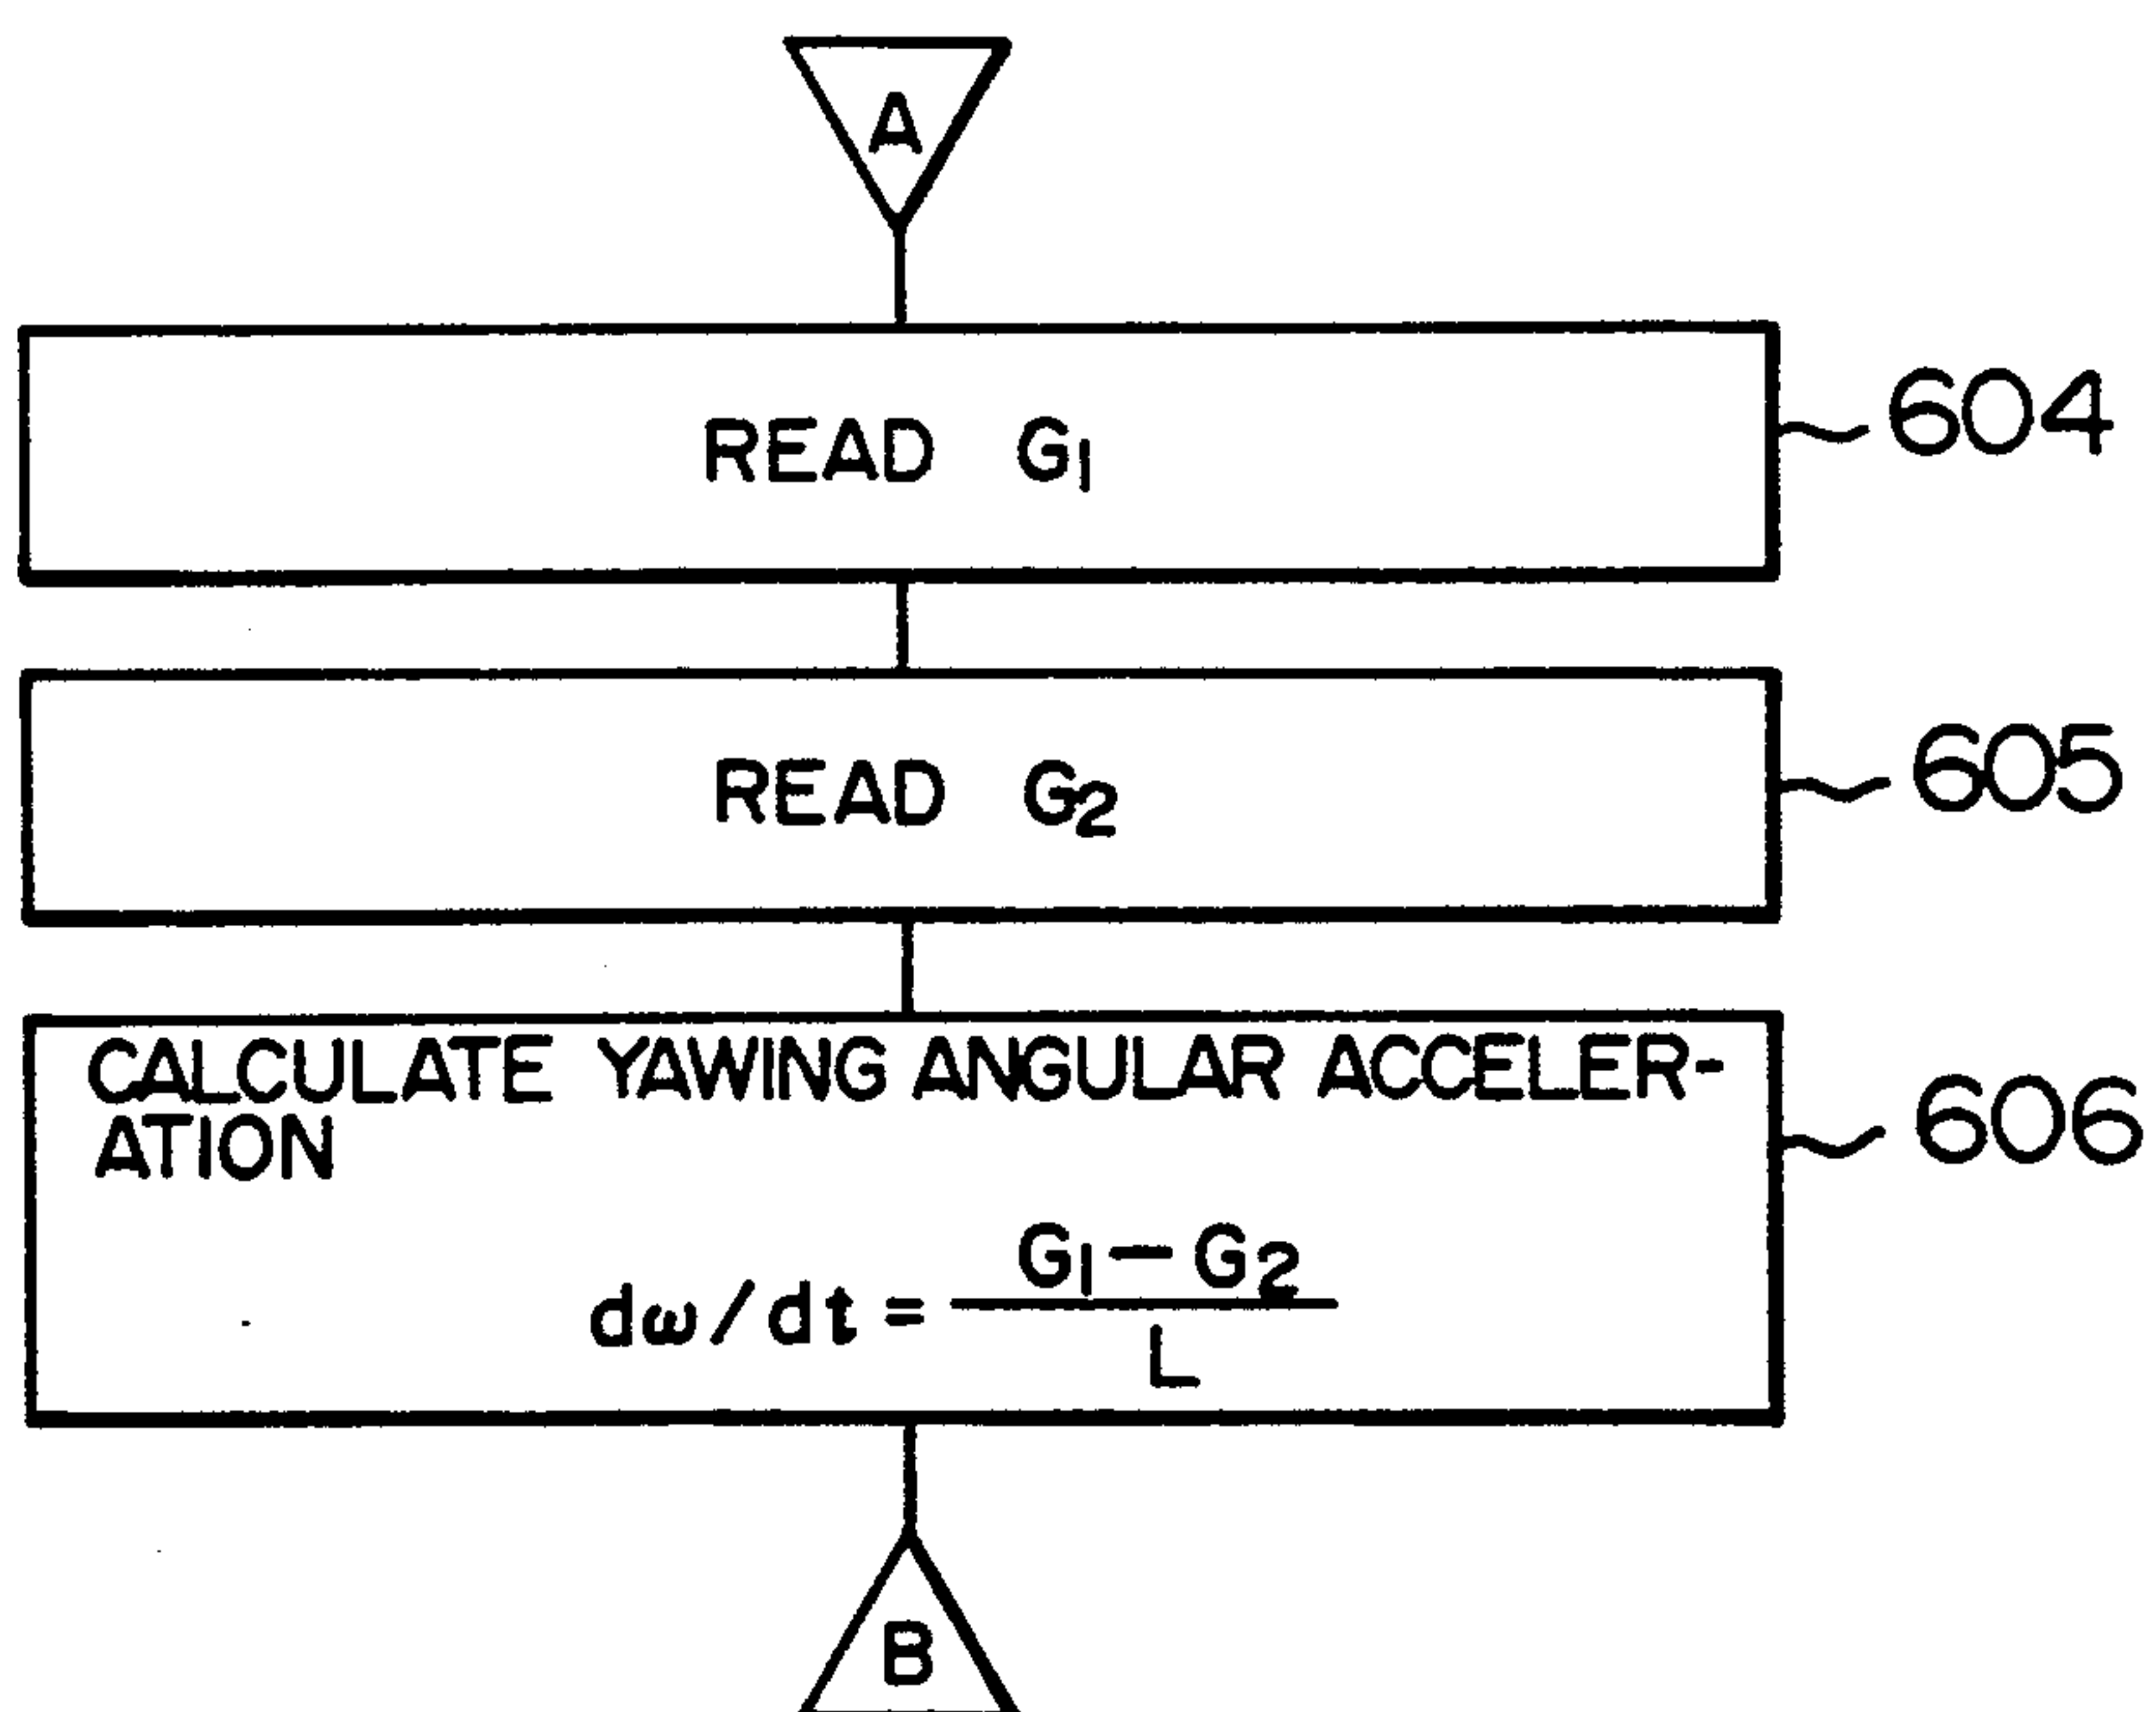 A
READ G₁
604
READ G₂
605
CALCULATE YAWING ANGULAR ACCELER-
ATION
606
dω/dt = (G₁ − G₂) / L
B